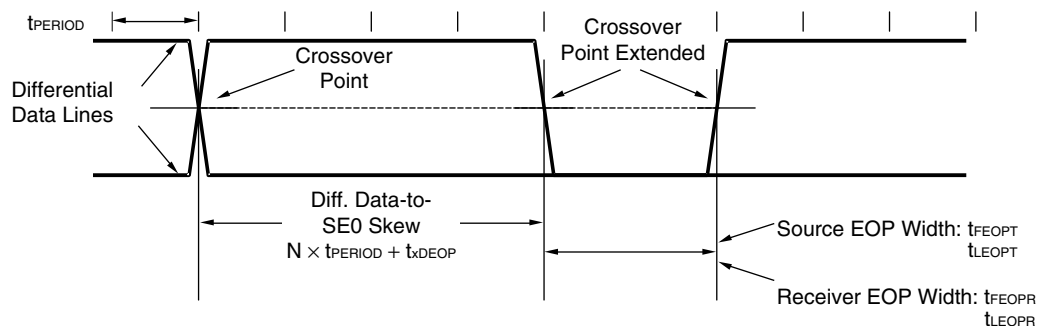 tPERIOD
Differential
Data Lines
Crossover
Point
Crossover
Point Extended
Diff. Data-to-
SE0 Skew
N × tPERIOD + txDEOP
Source EOP Width: tFEOPT
tLEOPT
Receiver EOP Width: tFEOPR
tLEOPR